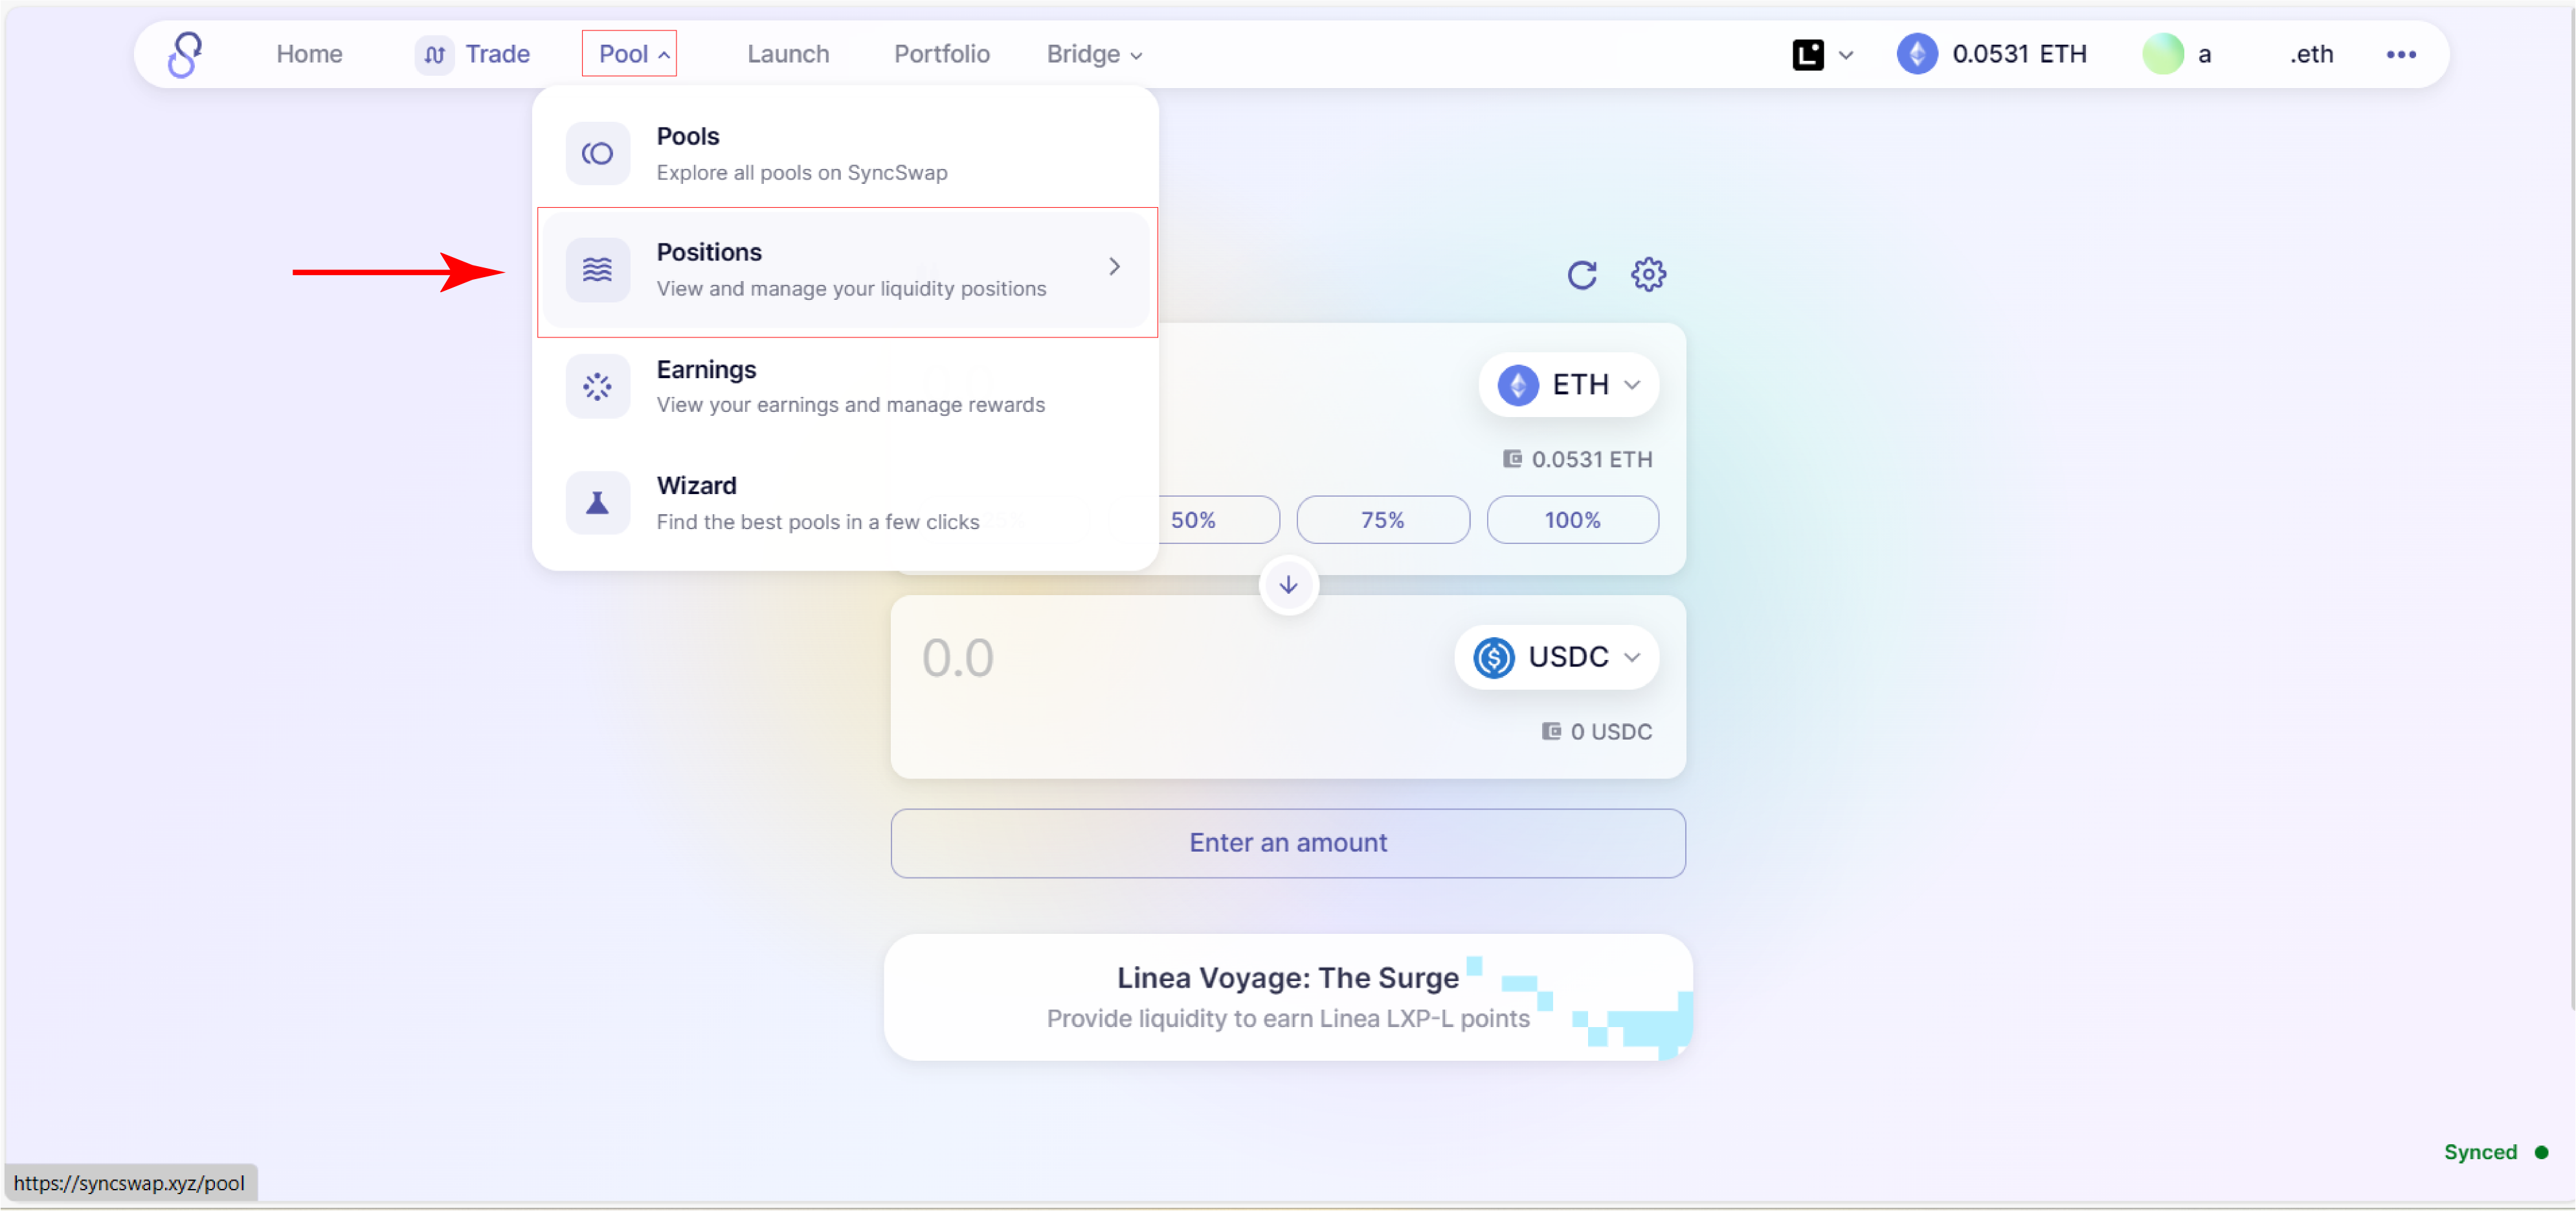 Home
Trade
Pool
Launch
Portfolio
Bridge
0.0531 ETH
a .eth
Pools
Explore all pools on SyncSwap
Positions
View and manage your liquidity positions
Earnings
View your earnings and manage rewards
Wizard
Find the best pools in a few clicks
ETH
0.0531 ETH
50%
75%
100%
0.0
USDC
0 USDC
Enter an amount
Linea Voyage: The Surge
Provide liquidity to earn Linea LXP-L points
Synced
https://syncswap.xyz/pool